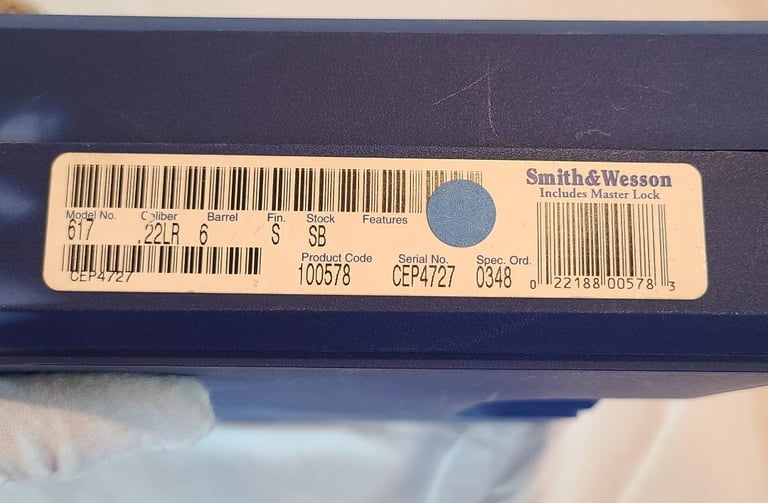 Smith&Wesson
Includes Master Lock
Model No. Caliber Barrel Fin. Stock Features
617 .22LR 6 S SB
Product Code Serial No. Spec. Ord.
CEP4727 100578 CEP4727 0348
0 22188 00578 3